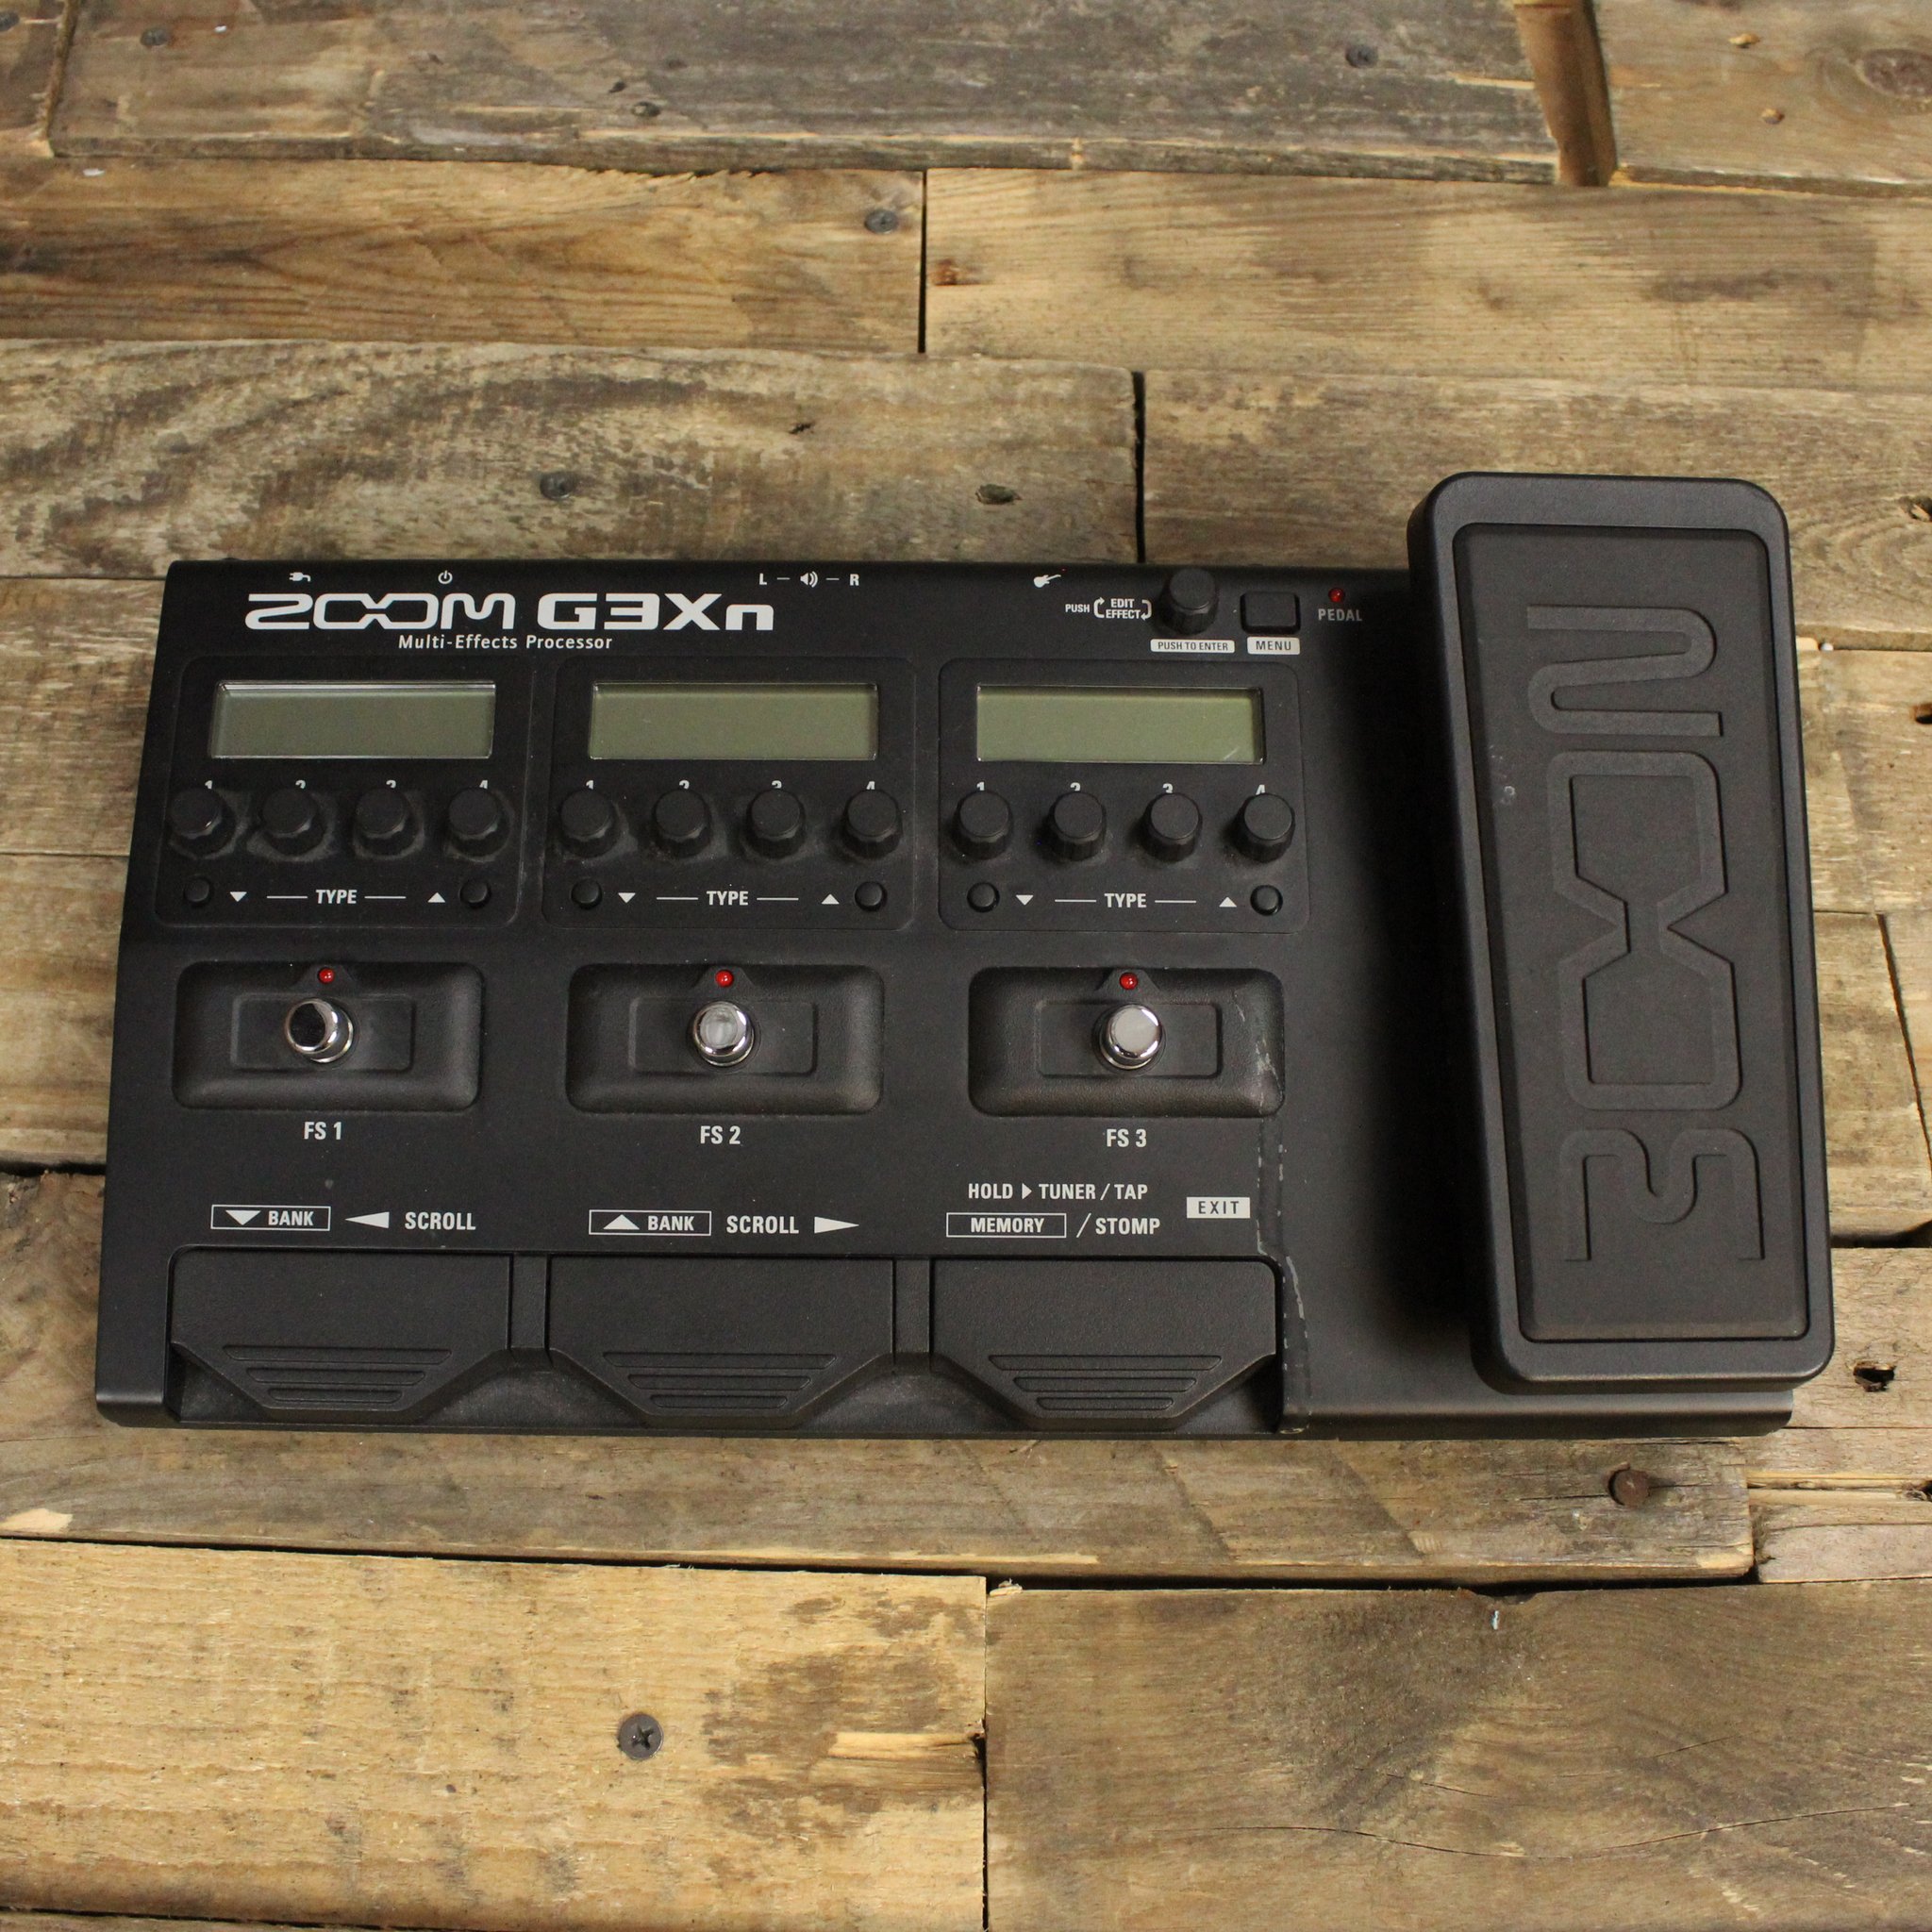 L — R
ZOOM G3Xn
Multi-Effects Processor
PUSH EDIT EFFECT
PEDAL
PUSH TO ENTER MENU
1 2 3 4 1 2 3 4 1 2 3 4
▼ — TYPE — ▲ ▼ — TYPE — ▲ ▼ — TYPE — ▲
ZOOM
FS 1 FS 2 FS 3
HOLD ▶ TUNER / TAP
▼ BANK ◀ SCROLL ▲ BANK SCROLL ▶ MEMORY / STOMP EXIT